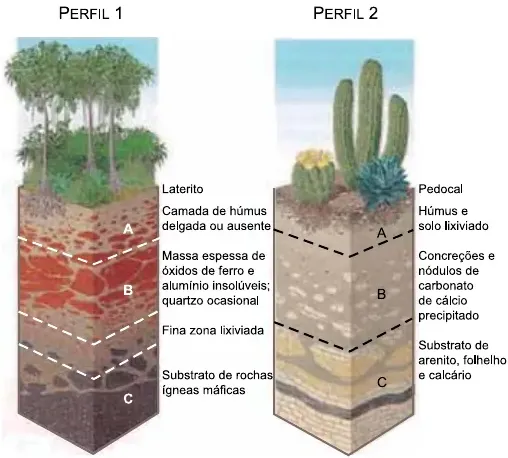 PERFIL 1
Laterito
Camada de húmus
delgada ou ausente
A
Massa espessa de
óxidos de ferro e
alumínio insolúveis;
quartzo ocasional
B
Fina zona lixiviada
Substrato de rochas
ígneas máficas
C
PERFIL 2
Pedocal
Húmus e
solo lixiviado
A
Concreções e
nódulos de
carbonato
de cálcio
precipitado
B
Substrato de
arenito, folhelho
e calcário
C